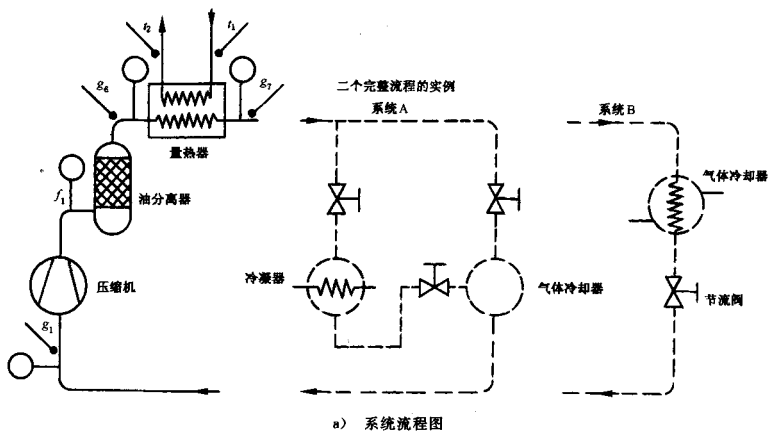 t₂
t₁
g₆
g₇
二个完整流程的实例
系统A
系统B
量热器
气体冷却器
f₁
油分离器
冷凝器
气体冷却器
压缩机
节流阀
g₁
a） 系统流程图